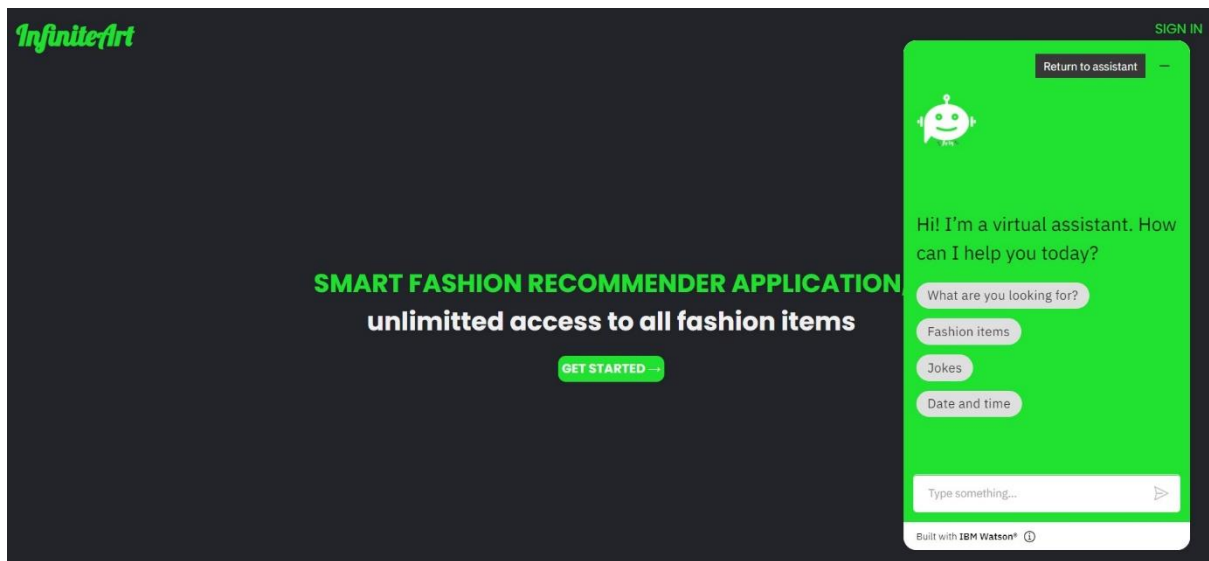 InfiniteArt
SIGN IN
Return to assistant
Hi! I'm a virtual assistant. How
can I help you today?
SMART FASHION RECOMMENDER APPLICATION,
unlimitted access to all fashion items
GET STARTED→
What are you looking for?
Fashion items
Jokes
Date and time
Type something...
Built with IBM Watson®